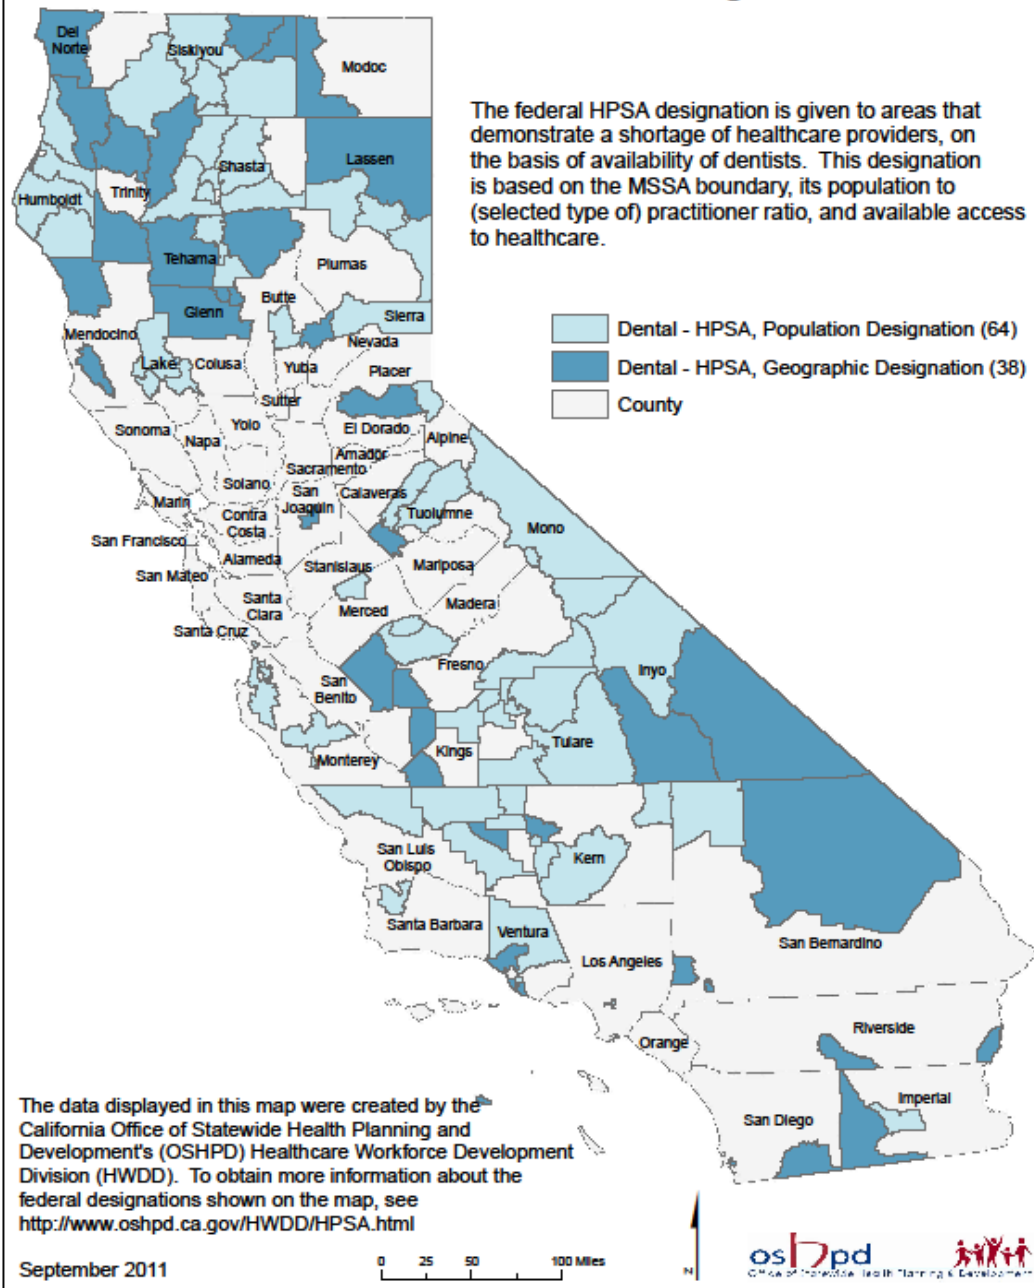 Del
Norte
Siskiyou
Modoc
The federal HPSA designation is given to areas that
demonstrate a shortage of healthcare providers, on
the basis of availability of dentists.  This designation
is based on the MSSA boundary, its population to
(selected type of) practitioner ratio, and available access
to healthcare.
Shasta
Lassen
Trinity
Humboldt
Tehama
Plumas
Butte
Glenn
Sierra
Mendocino
Nevada
Lake
Colusa
Yuba
Placer
Dental - HPSA, Population Designation (64)
Dental - HPSA, Geographic Designation (38)
County
Sutter
Sonoma
Yolo
El Dorado
Napa
Alpine
Amador
Sacramento
Solano
San
Joaquin
Calaveras
Marin
Contra
Costa
Tuolumne
Mono
San Francisco
Alameda
Stanislaus
Mariposa
San Mateo
Santa
Clara
Merced
Madera
Santa Cruz
Fresno
Inyo
San
Benito
Monterey
Kings
Tulare
San Luis
Obispo
Kern
Santa Barbara
Ventura
San Bernardino
Los Angeles
Orange
Riverside
San Diego
Imperial
The data displayed in this map were created by the
California Office of Statewide Health Planning and
Development's (OSHPD) Healthcare Workforce Development
Division (HWDD).  To obtain more information about the
federal designations shown on the map, see
http://www.oshpd.ca.gov/HWDD/HPSA.html
September 2011
0 25 50 100 Miles
N
oshpd
Office of Statewide Health Planning & Development